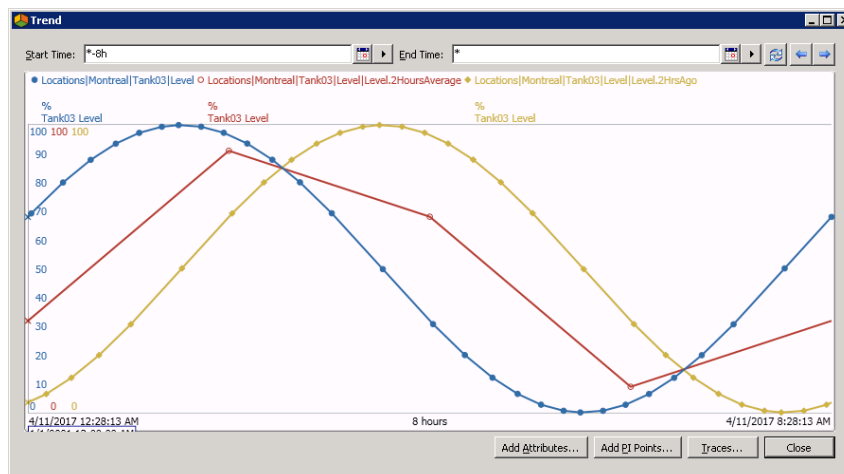 Trend
Start Time: *-8h End Time: *
Locations|Montreal|Tank03|Level Locations|Montreal|Tank03|Level|Level.2HoursAverage Locations|Montreal|Tank03|Level|Level.2HrsAgo
% % %
Tank03 Level Tank03 Level Tank03 Level
100 100 100
90
80
70
60
50
40
30
20
10
0 0 0
4/11/2017 12:28:13 AM 8 hours 4/11/2017 8:28:13 AM
Add Attributes... Add PI Points... Traces... Close